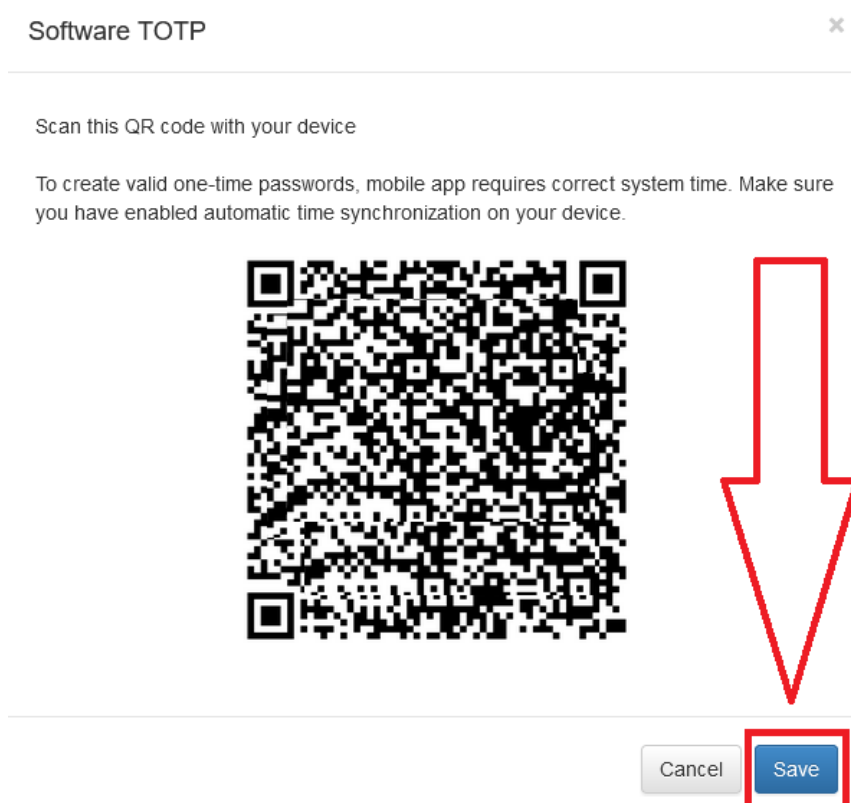 Software TOTP
×
Scan this QR code with your device
To create valid one-time passwords, mobile app requires correct system time. Make sure
you have enabled automatic time synchronization on your device.
Cancel Save